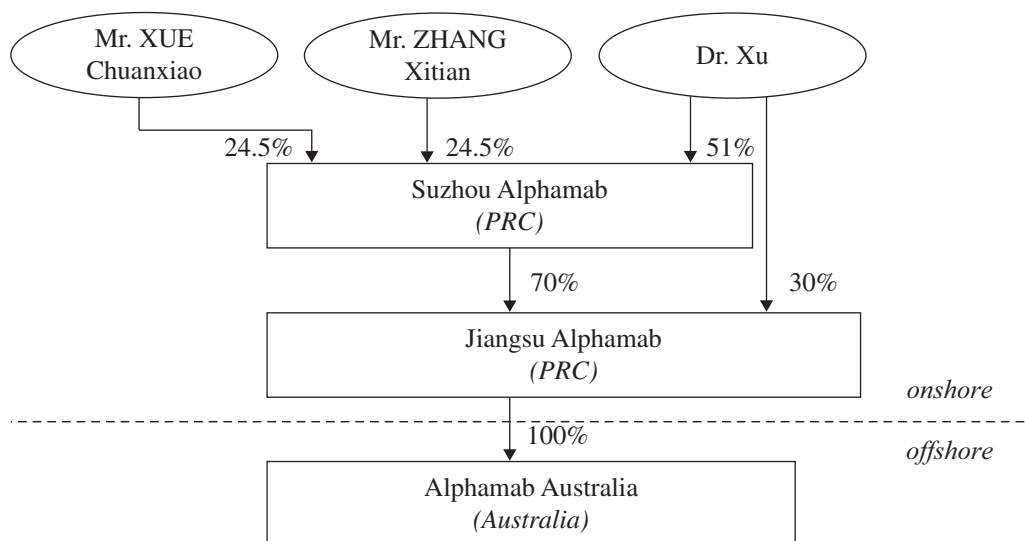 Mr. XUE
Chuanxiao
Mr. ZHANG
Xitian
Dr. Xu
24.5%
24.5%
51%
Suzhou Alphamab
(PRC)
70%
30%
Jiangsu Alphamab
(PRC)
onshore
100%
offshore
Alphamab Australia
(Australia)